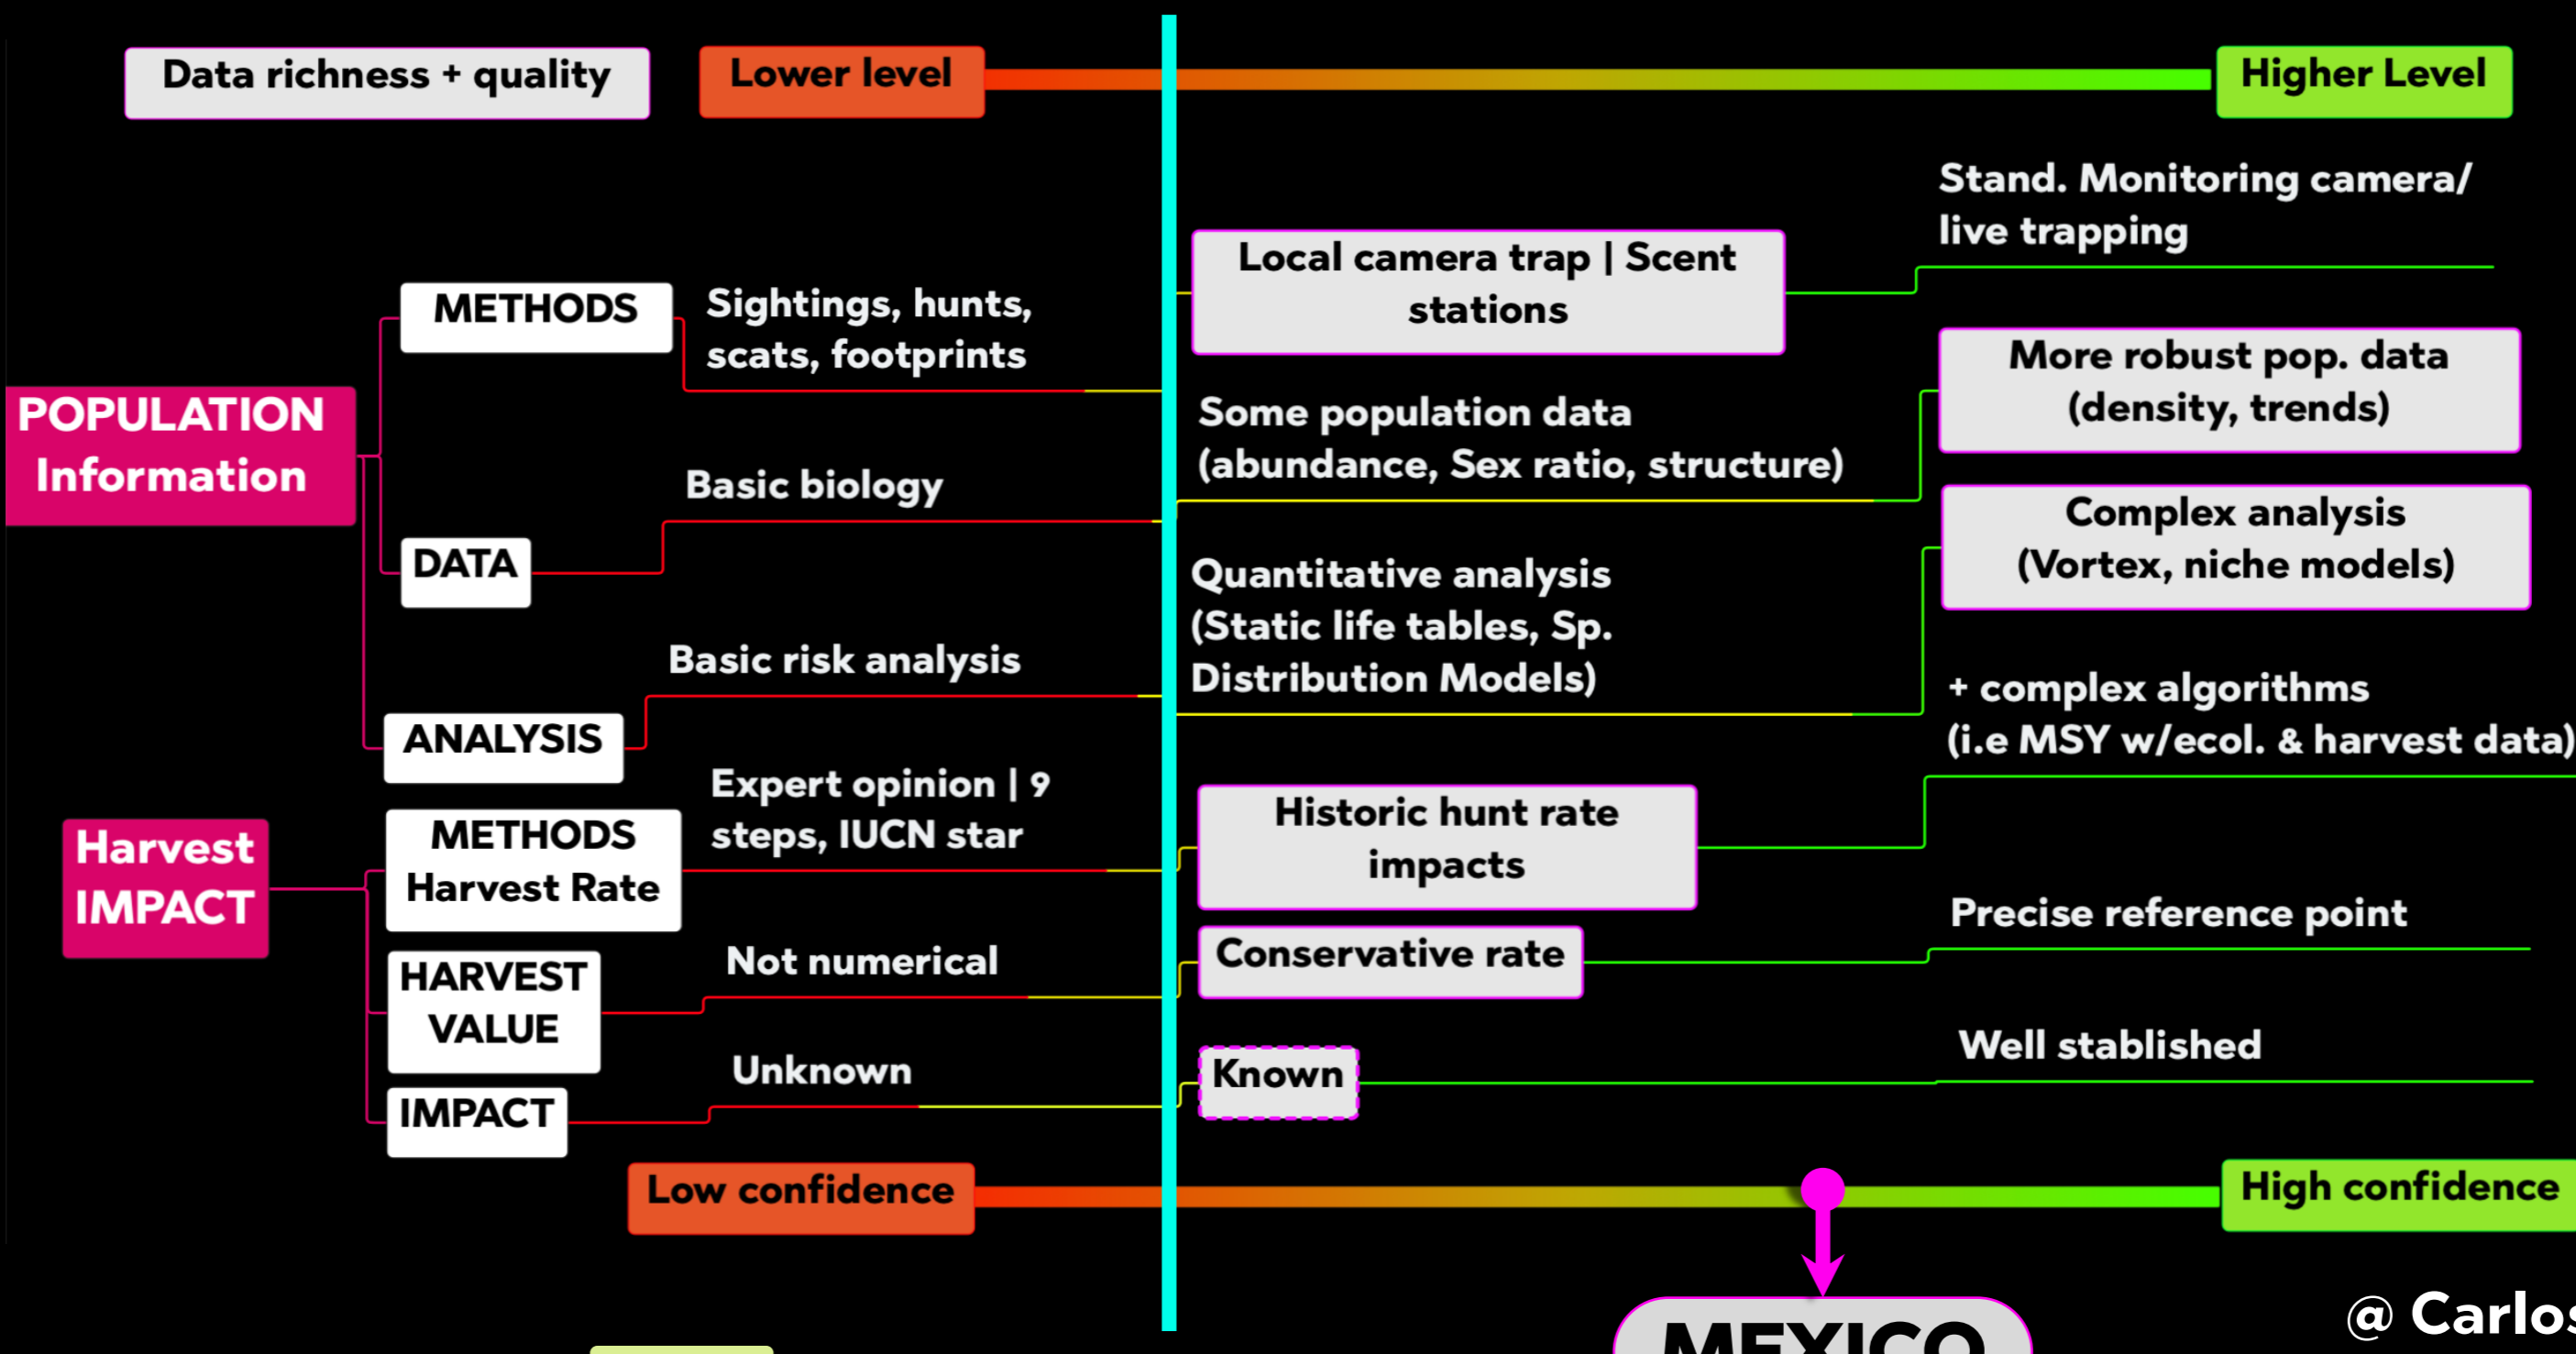 Data richness + quality
Lower level
Higher Level
Stand. Monitoring camera/
live trapping
Local camera trap | Scent
stations
METHODS
Sightings, hunts,
scats, footprints
More robust pop. data
(density, trends)
POPULATION
Information
Some population data
(abundance, Sex ratio, structure)
Basic biology
DATA
Complex analysis
(Vortex, niche models)
Quantitative analysis
(Static life tables, Sp.
Distribution Models)
Basic risk analysis
ANALYSIS
+ complex algorithms
(i.e MSY w/ecol. & harvest data)
Harvest
IMPACT
METHODS
Harvest Rate
Expert opinion | 9
steps, IUCN star
Historic hunt rate
impacts
HARVEST
VALUE
Not numerical
Conservative rate
Precise reference point
IMPACT
Unknown
Known
Well stablished
Low confidence
High confidence
MEXICO
@ Carlos